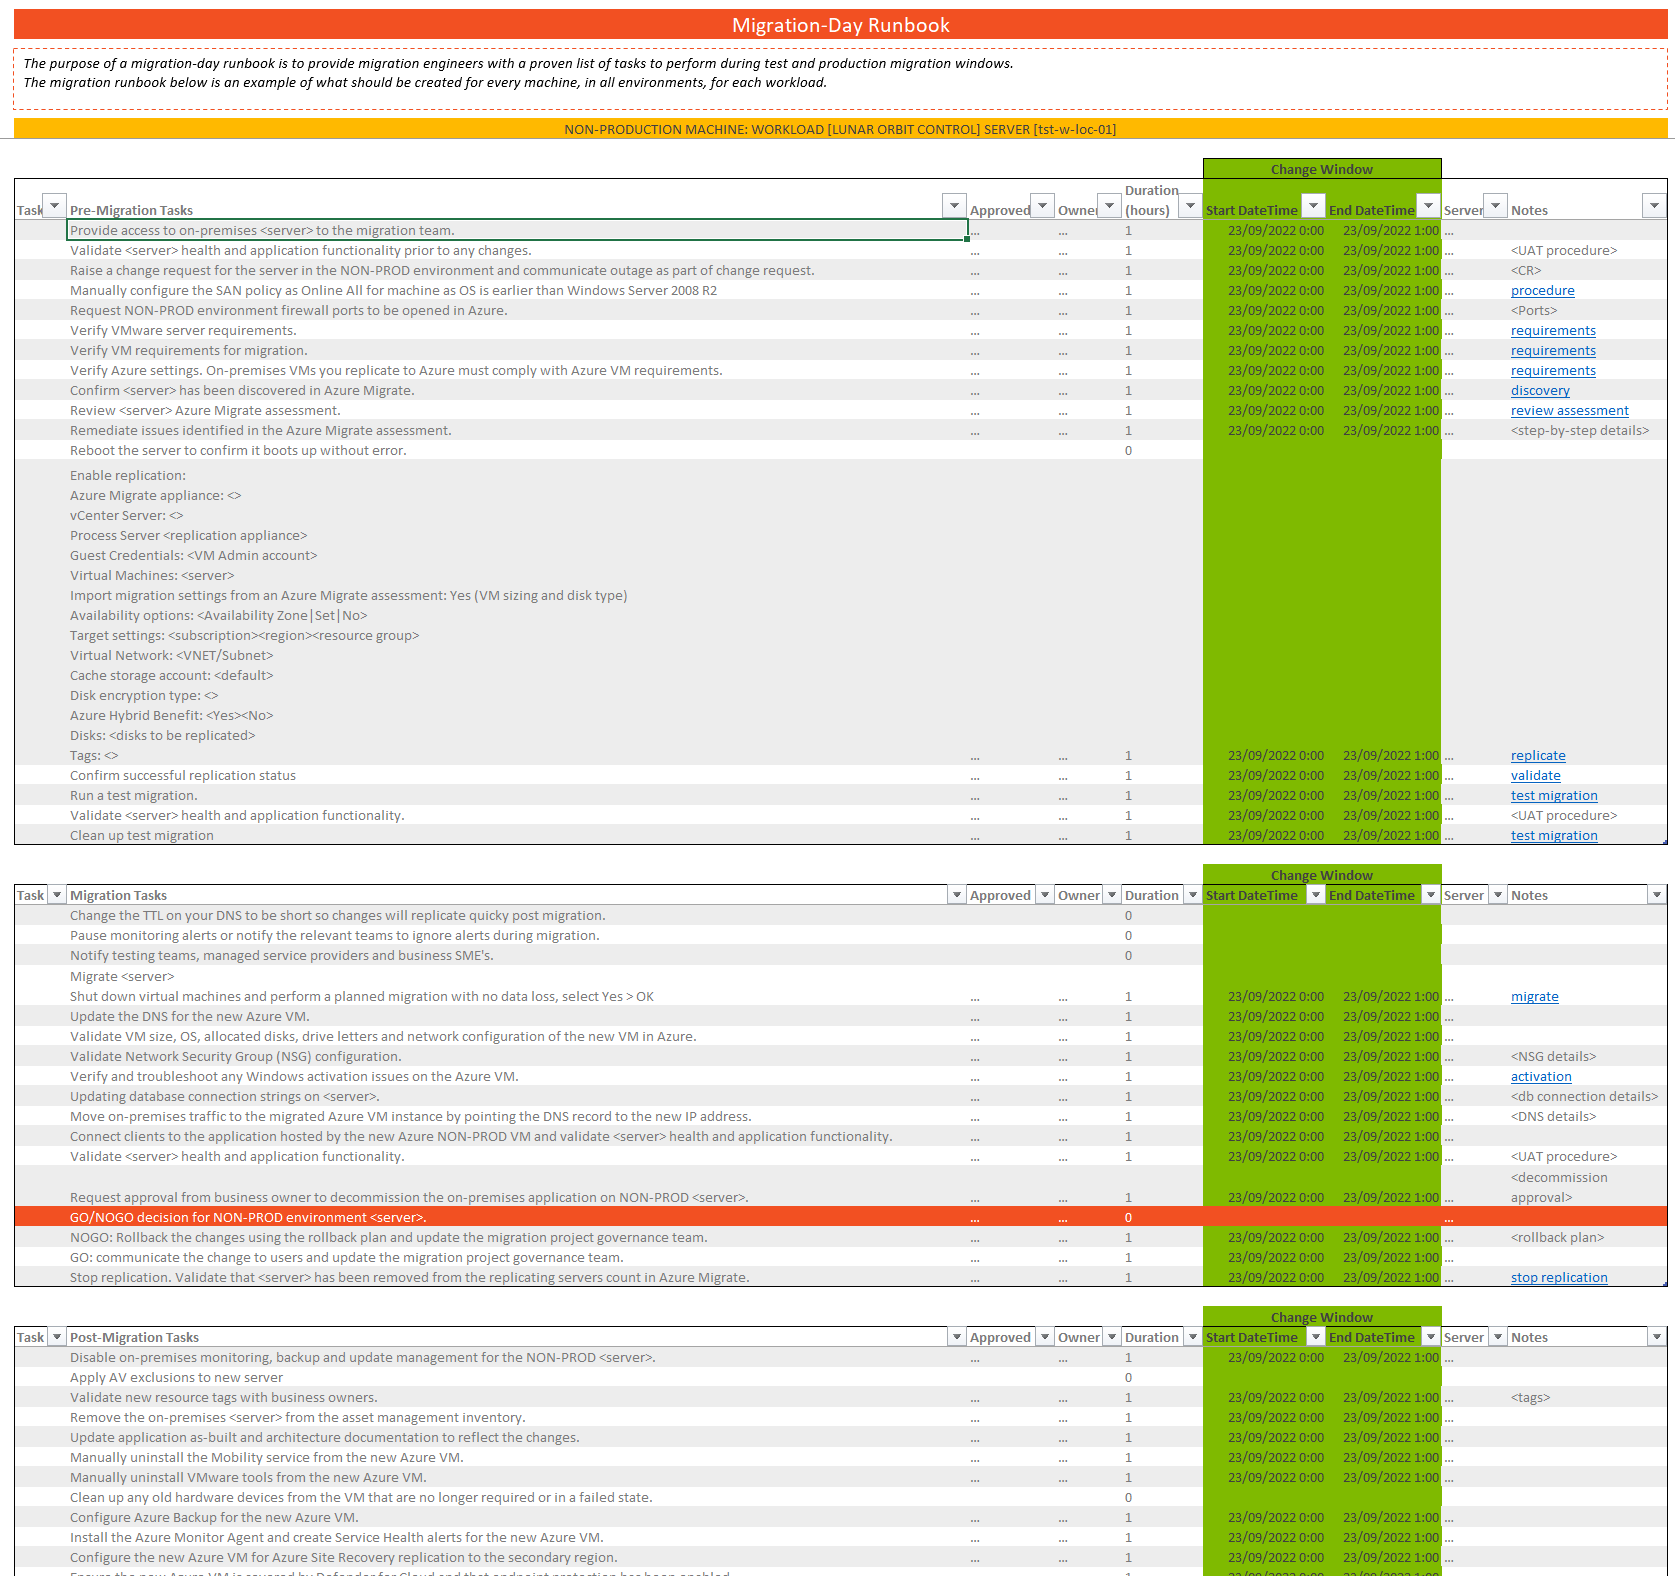 Migration-Day Runbook
The purpose of a migration-day runbook is to provide migration engineers with a proven list of tasks to perform during test and production migration windows.
The migration runbook below is an example of what should be created for every machine, in all environments, for each workload.
NON-PRODUCTION MACHINE: WORKLOAD [LUNAR ORBIT CONTROL] SERVER [tst-w-loc-01]
Change Window
Task Pre-Migration Tasks Approved Owner Duration (hours) Start DateTime End DateTime Server Notes
Provide access to on-premises <server> to the migration team. ... ... 1 23/09/2022 0:00 23/09/2022 1:00 ...
Validate <server> health and application functionality prior to any changes. ... ... 1 23/09/2022 0:00 23/09/2022 1:00 ... <UAT procedure>
Raise a change request for the server in the NON-PROD environment and communicate outage as part of change request. ... ... 1 23/09/2022 0:00 23/09/2022 1:00 ... <CR>
Manually configure the SAN policy as Online All for machine as OS is earlier than Windows Server 2008 R2 ... ... 1 23/09/2022 0:00 23/09/2022 1:00 ... procedure
Request NON-PROD environment firewall ports to be opened in Azure. ... ... 1 23/09/2022 0:00 23/09/2022 1:00 ... <Ports>
Verify VMware server requirements. ... ... 1 23/09/2022 0:00 23/09/2022 1:00 ... requirements
Verify VM requirements for migration. ... ... 1 23/09/2022 0:00 23/09/2022 1:00 ... requirements
Verify Azure settings. On-premises VMs you replicate to Azure must comply with Azure VM requirements. ... ... 1 23/09/2022 0:00 23/09/2022 1:00 ... requirements
Confirm <server> has been discovered in Azure Migrate. ... ... 1 23/09/2022 0:00 23/09/2022 1:00 ... discovery
Review <server> Azure Migrate assessment. ... ... 1 23/09/2022 0:00 23/09/2022 1:00 ... review assessment
Remediate issues identified in the Azure Migrate assessment. ... ... 1 23/09/2022 0:00 23/09/2022 1:00 ... <step-by-step details>
Reboot the server to confirm it boots up without error. 0
Enable replication:
Azure Migrate appliance: <>
vCenter Server: <>
Process Server <replication appliance>
Guest Credentials: <VM Admin account>
Virtual Machines: <server>
Import migration settings from an Azure Migrate assessment: Yes (VM sizing and disk type)
Availability options: <Availability Zone|Set|No>
Target settings: <subscription><region><resource group>
Virtual Network: <VNET/Subnet>
Cache storage account: <default>
Disk encryption type: <>
Azure Hybrid Benefit: <Yes><No>
Disks: <disks to be replicated>
Tags: <> ... ... 1 23/09/2022 0:00 23/09/2022 1:00 ... replicate
Confirm successful replication status ... ... 1 23/09/2022 0:00 23/09/2022 1:00 ... validate
Run a test migration. ... ... 1 23/09/2022 0:00 23/09/2022 1:00 ... test migration
Validate <server> health and application functionality. ... ... 1 23/09/2022 0:00 23/09/2022 1:00 ... <UAT procedure>
Clean up test migration ... ... 1 23/09/2022 0:00 23/09/2022 1:00 ... test migration
Change Window
Task Migration Tasks Approved Owner Duration Start DateTime End DateTime Server Notes
Change the TTL on your DNS to be short so changes will replicate quicky post migration. 0
Pause monitoring alerts or notify the relevant teams to ignore alerts during migration. 0
Notify testing teams, managed service providers and business SME's. 0
Migrate <server>
Shut down virtual machines and perform a planned migration with no data loss, select Yes > OK ... ... 1 23/09/2022 0:00 23/09/2022 1:00 ... migrate
Update the DNS for the new Azure VM. ... ... 1 23/09/2022 0:00 23/09/2022 1:00 ...
Validate VM size, OS, allocated disks, drive letters and network configuration of the new VM in Azure. ... ... 1 23/09/2022 0:00 23/09/2022 1:00 ...
Validate Network Security Group (NSG) configuration. ... ... 1 23/09/2022 0:00 23/09/2022 1:00 ... <NSG details>
Verify and troubleshoot any Windows activation issues on the Azure VM. ... ... 1 23/09/2022 0:00 23/09/2022 1:00 ... activation
Updating database connection strings on <server>. ... ... 1 23/09/2022 0:00 23/09/2022 1:00 ... <db connection details>
Move on-premises traffic to the migrated Azure VM instance by pointing the DNS record to the new IP address. ... ... 1 23/09/2022 0:00 23/09/2022 1:00 ... <DNS details>
Connect clients to the application hosted by the new Azure NON-PROD VM and validate <server> health and application functionality. ... ... 1 23/09/2022 0:00 23/09/2022 1:00 ...
Validate <server> health and application functionality. ... ... 1 23/09/2022 0:00 23/09/2022 1:00 ... <UAT procedure>
Request approval from business owner to decommission the on-premises application on NON-PROD <server>. ... ... 1 23/09/2022 0:00 23/09/2022 1:00 ... <decommission approval>
GO/NOGO decision for NON-PROD environment <server>. ... ... 0 ...
NOGO: Rollback the changes using the rollback plan and update the migration project governance team. ... ... 1 23/09/2022 0:00 23/09/2022 1:00 ... <rollback plan>
GO: communicate the change to users and update the migration project governance team. ... ... 1 23/09/2022 0:00 23/09/2022 1:00 ...
Stop replication. Validate that <server> has been removed from the replicating servers count in Azure Migrate. ... ... 1 23/09/2022 0:00 23/09/2022 1:00 ... stop replication
Change Window
Task Post-Migration Tasks Approved Owner Duration Start DateTime End DateTime Server Notes
Disable on-premises monitoring, backup and update management for the NON-PROD <server>. ... ... 1 23/09/2022 0:00 23/09/2022 1:00 ...
Apply AV exclusions to new server 0
Validate new resource tags with business owners. ... ... 1 23/09/2022 0:00 23/09/2022 1:00 ... <tags>
Remove the on-premises <server> from the asset management inventory. ... ... 1 23/09/2022 0:00 23/09/2022 1:00 ...
Update application as-built and architecture documentation to reflect the changes. ... ... 1 23/09/2022 0:00 23/09/2022 1:00 ...
Manually uninstall the Mobility service from the new Azure VM. ... ... 1 23/09/2022 0:00 23/09/2022 1:00 ...
Manually uninstall VMware tools from the new Azure VM. ... ... 1 23/09/2022 0:00 23/09/2022 1:00 ...
Clean up any old hardware devices from the VM that are no longer required or in a failed state. 0
Configure Azure Backup for the new Azure VM. ... ... 1 23/09/2022 0:00 23/09/2022 1:00 ...
Install the Azure Monitor Agent and create Service Health alerts for the new Azure VM. ... ... 1 23/09/2022 0:00 23/09/2022 1:00 ...
Configure the new Azure VM for Azure Site Recovery replication to the secondary region. ... ... 1 23/09/2022 0:00 23/09/2022 1:00 ...